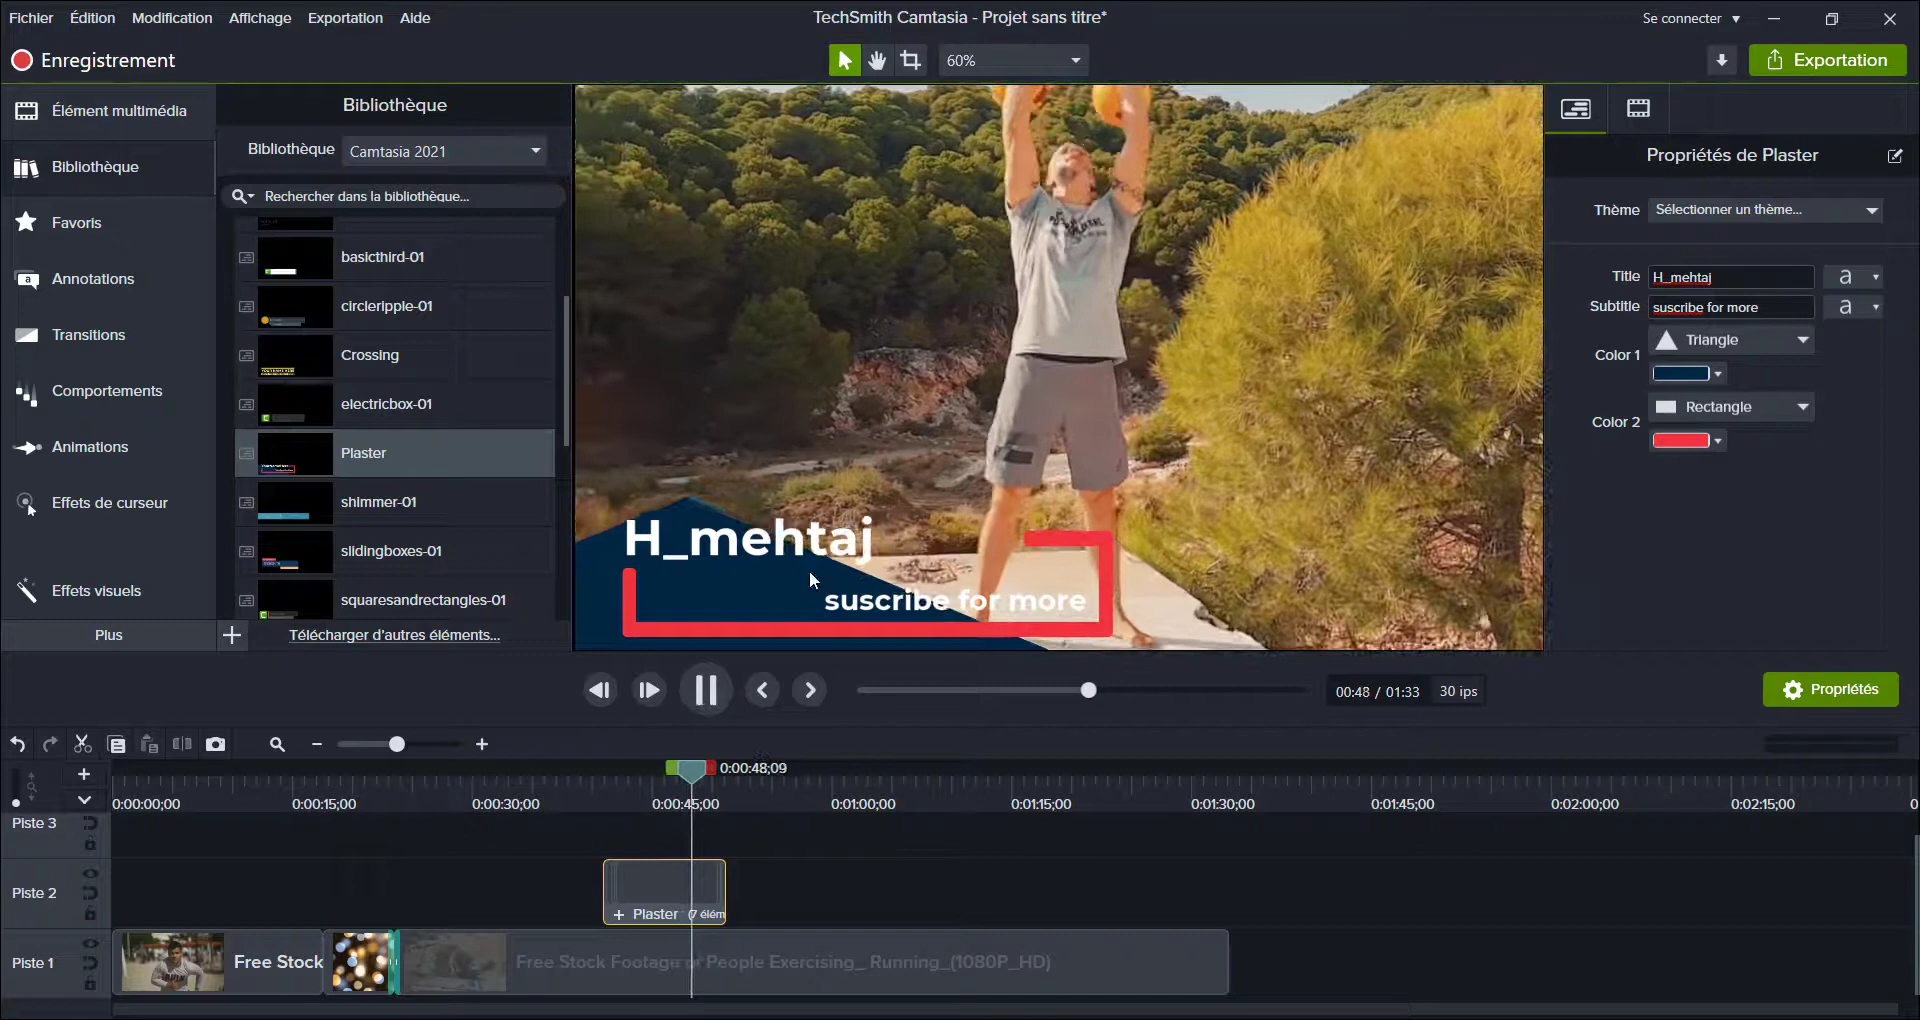 Fichier Édition Modification Affichage Exportation Aide
TechSmith Camtasia - Projet sans titre*
Se connecter
Enregistrement
60%
Exportation
Élément multimédia
Bibliothèque
Favoris
Annotations
Transitions
Comportements
Animations
Effets de curseur
Effets visuels
Plus
Bibliothèque
Bibliothèque Camtasia 2021
Rechercher dans la bibliothèque...
basicthird-01
circleripple-01
Crossing
electricbox-01
Plaster
shimmer-01
slidingboxes-01
squaresandrectangles-01
Télécharger d'autres éléments...
H_mehtaj
suscribe for more
Propriétés de Plaster
Thème Sélectionner un thème...
Title H_mehtaj a
Subtitle suscribe for more a
Color 1 Triangle
Color 2 Rectangle
00:48 / 01:33 30 ips
Propriétés
0:00:48;09
0:00:00;00 0:00:15;00 0:00:30;00 0:00:45;00 0:01:00;00 0:01:15;00 0:01:30;00 0:01:45;00 0:02:00;00 0:02:15;00 0
Piste 3
Piste 2
+ Plaster (7 élém
Piste 1
Free Stock
Free Stock Footage of People Exercising_ Running_(1080P_HD)